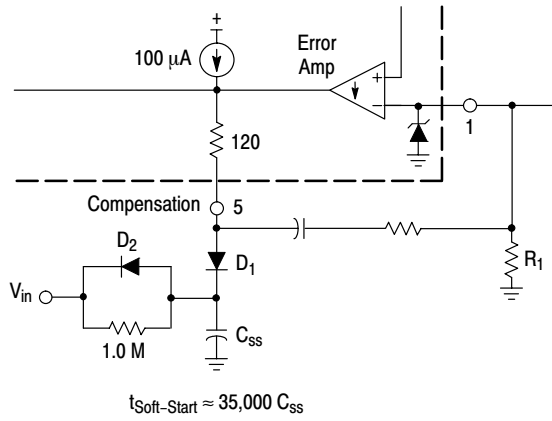 +
100 µA
Error
Amp
+
−
1
120
Compensation
5
D2
D1
R1
Vin
1.0 M
Css
tSoft−Start ≈ 35,000 Css